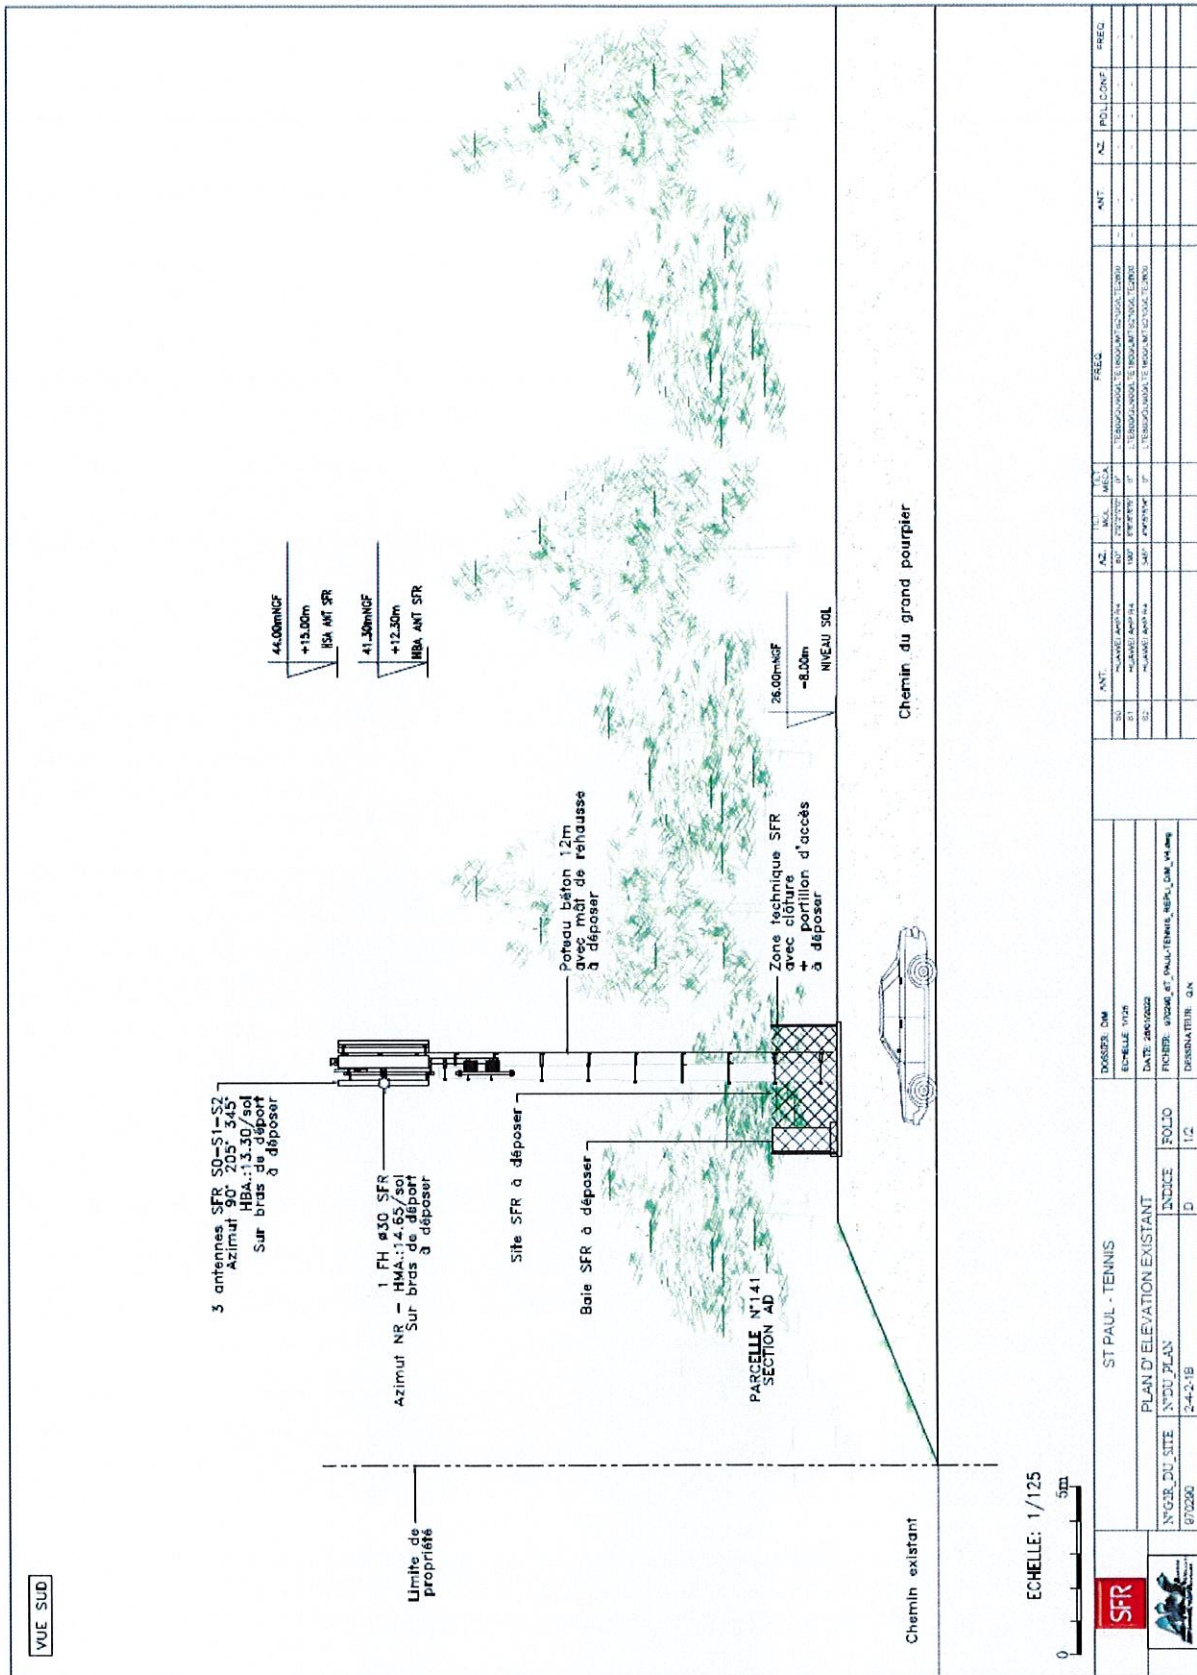 VUE SUD
3 antennes SFR S0-S1-S2
Azimut 90° 205° 345°
HBA.:13.30/sol
Sur bras de déport
à déposer
1 FH ø30 SFR
Azimut NR - HMA.:14.65/sol
Sur bras de déport
à déposer
Site SFR à déposer
Baie SFR à déposer
PARCELLE N°141
SECTION AD
Limite de
propriété
Chemin existant
44.00mNGF
+15.00m
HSA ANT SFR
41.30mNGF
+12.30m
HBA ANT SFR
Poteau béton 12m
avec mât de réhausse
à déposer
Zone technique SFR
avec clôture
+ portillon d'accès
à déposer
26.00mNGF
-8.00m
NIVEAU SOL
Chemin du grand pourpier
ECHELLE: 1/125
0 5m
SFR
ST PAUL - TENNIS
PLAN D' ELEVATION EXISTANT
N°G2R_DU_SITE N°DU_PLAN INDICE FOLIO
970290 2-4-2-1B D 1/2
DOSSIER: DIM
ECHELLE: 1/125
DATE: 28/01/2022
FICHIER: 970290_ST_PAUL-TENNIS_REPLI_DIM_V4.dwg
DESSINATEUR: Q.N
ANT. AZ. FREQ. ANT. AZ. POL. CONF. FREQ.
S0
S1
S2